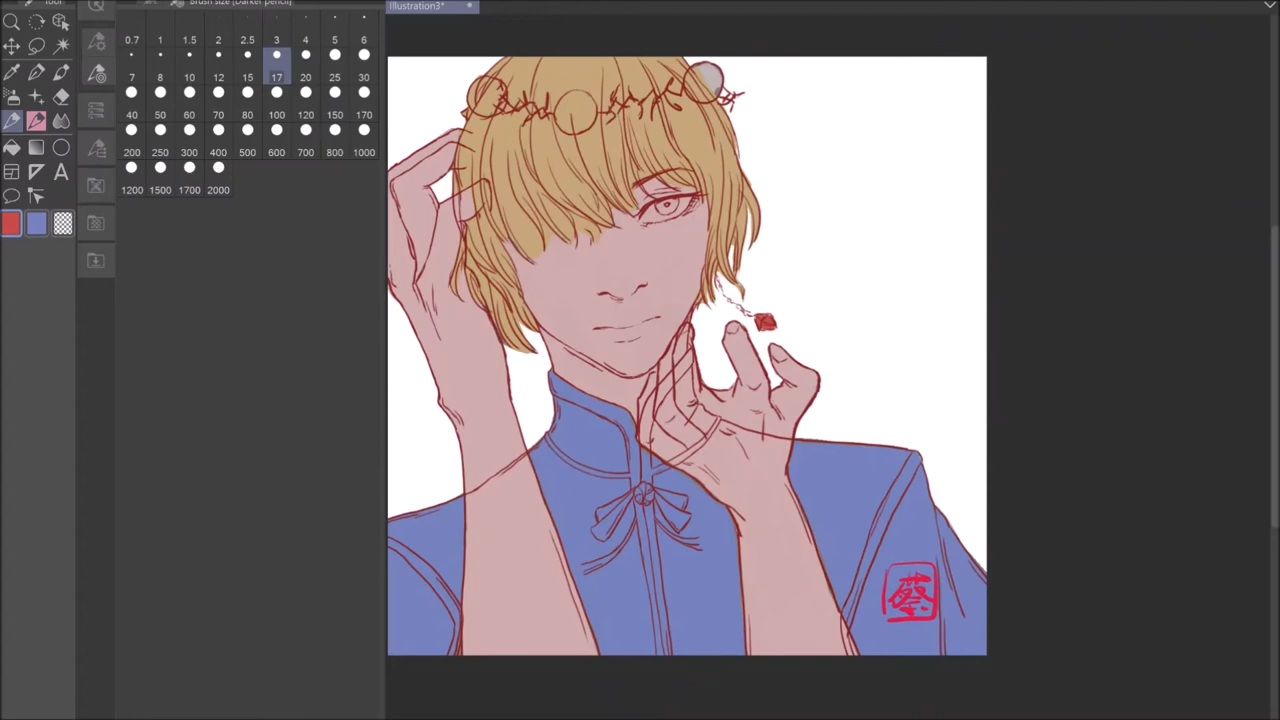 Brush size [Darker pencil]
Illustration3*
0.7 1 1.5 2 2.5 3 4 5 6
7 8 10 12 15 17 20 25 30
40 50 60 70 80 100 120 150 170
200 250 300 400 500 600 700 800 1000
1200 1500 1700 2000
A
蔡